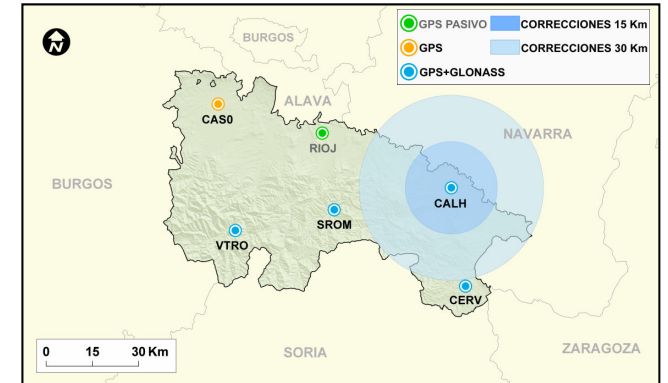 N
GPS PASIVO
CORRECCIONES 15 Km
GPS
CORRECCIONES 30 Km
GPS+GLONASS
BURGOS
ALAVA
NAVARRA
CAS0
RIOJ
BURGOS
CALH
SROM
VTRO
CERV
0 15 30 Km
SORIA
ZARAGOZA